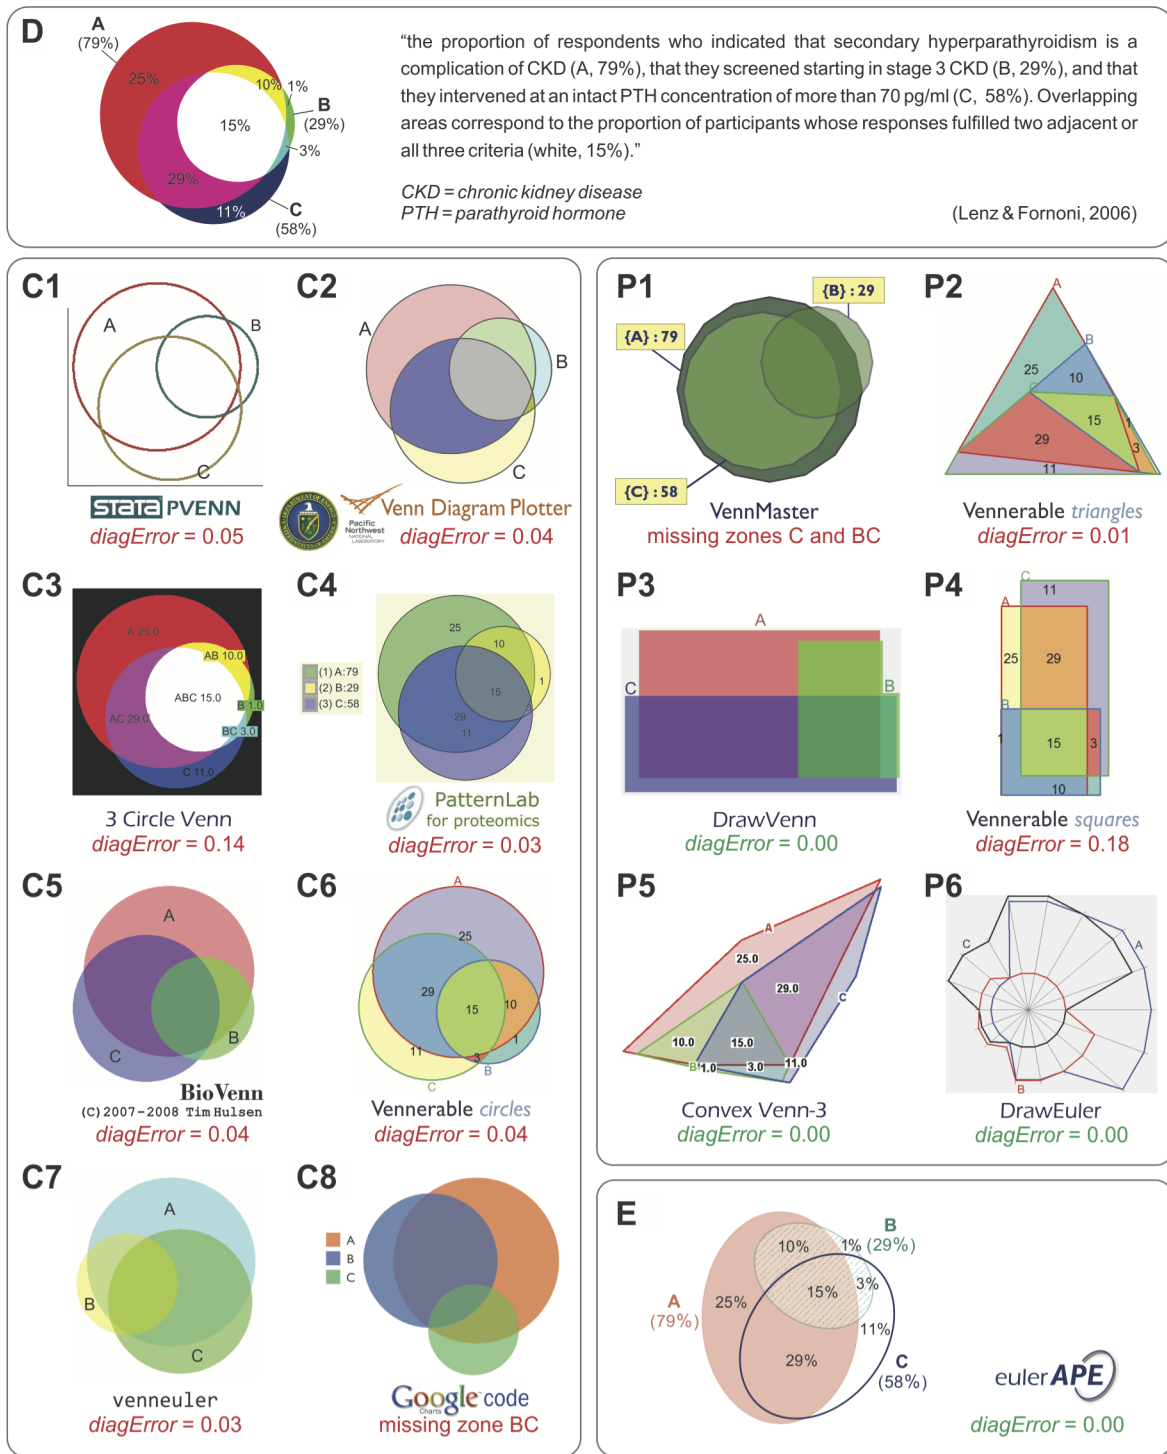 D
A
(79%)
25%
10%
1%
B
(29%)
15%
3%
29%
11%
C
(58%)
“the proportion of respondents who indicated that secondary hyperparathyroidism is a
complication of CKD (A, 79%), that they screened starting in stage 3 CKD (B, 29%), and that
they intervened at an intact PTH concentration of more than 70 pg/ml (C, 58%). Overlapping
areas correspond to the proportion of participants whose responses fulfilled two adjacent or
all three criteria (white, 15%).”
CKD = chronic kidney disease
PTH = parathyroid hormone
(Lenz & Fornoni, 2006)
C1
A
B
C
STATA PVENN
diagError = 0.05
C2
A
B
C
Pacific
Northwest
NATIONAL
LABORATORY
Venn Diagram Plotter
diagError = 0.04
C3
A 25.0
AB 10.0
ABC 15.0
B 1.0
AC 29.0
BC 3.0
C 11.0
3 Circle Venn
diagError = 0.14
C4
(1) A:79
(2) B:29
(3) C:58
25
10
1
15
3
29
11
PatternLab
for proteomics
diagError = 0.03
C5
A
B
C
BioVenn
(C) 2007-2008 Tim Hulsen
diagError = 0.04
C6
A
25
29
15
10
1
11
3
B
C
Vennerable circles
diagError = 0.04
C7
A
B
C
venneuler
diagError = 0.03
C8
A
B
C
Google code
Charts
missing zone BC
P1
{B} : 29
{A} : 79
{C} : 58
VennMaster
missing zones C and BC
P2
A
B
25
10
C
15
1
29
3
11
Vennerable triangles
diagError = 0.01
P3
A
C
B
DrawVenn
diagError = 0.00
P4
C
11
A
25
29
B
1
15
3
10
Vennerable squares
diagError = 0.18
P5
A
25.0
29.0
C
10.0
15.0
B
1.0
3.0
11.0
Convex Venn-3
diagError = 0.00
P6
C
A
B
DrawEuler
diagError = 0.00
E
B
(29%)
10%
1%
15%
3%
A
(79%)
25%
11%
29%
C
(58%)
euler APE
diagError = 0.00